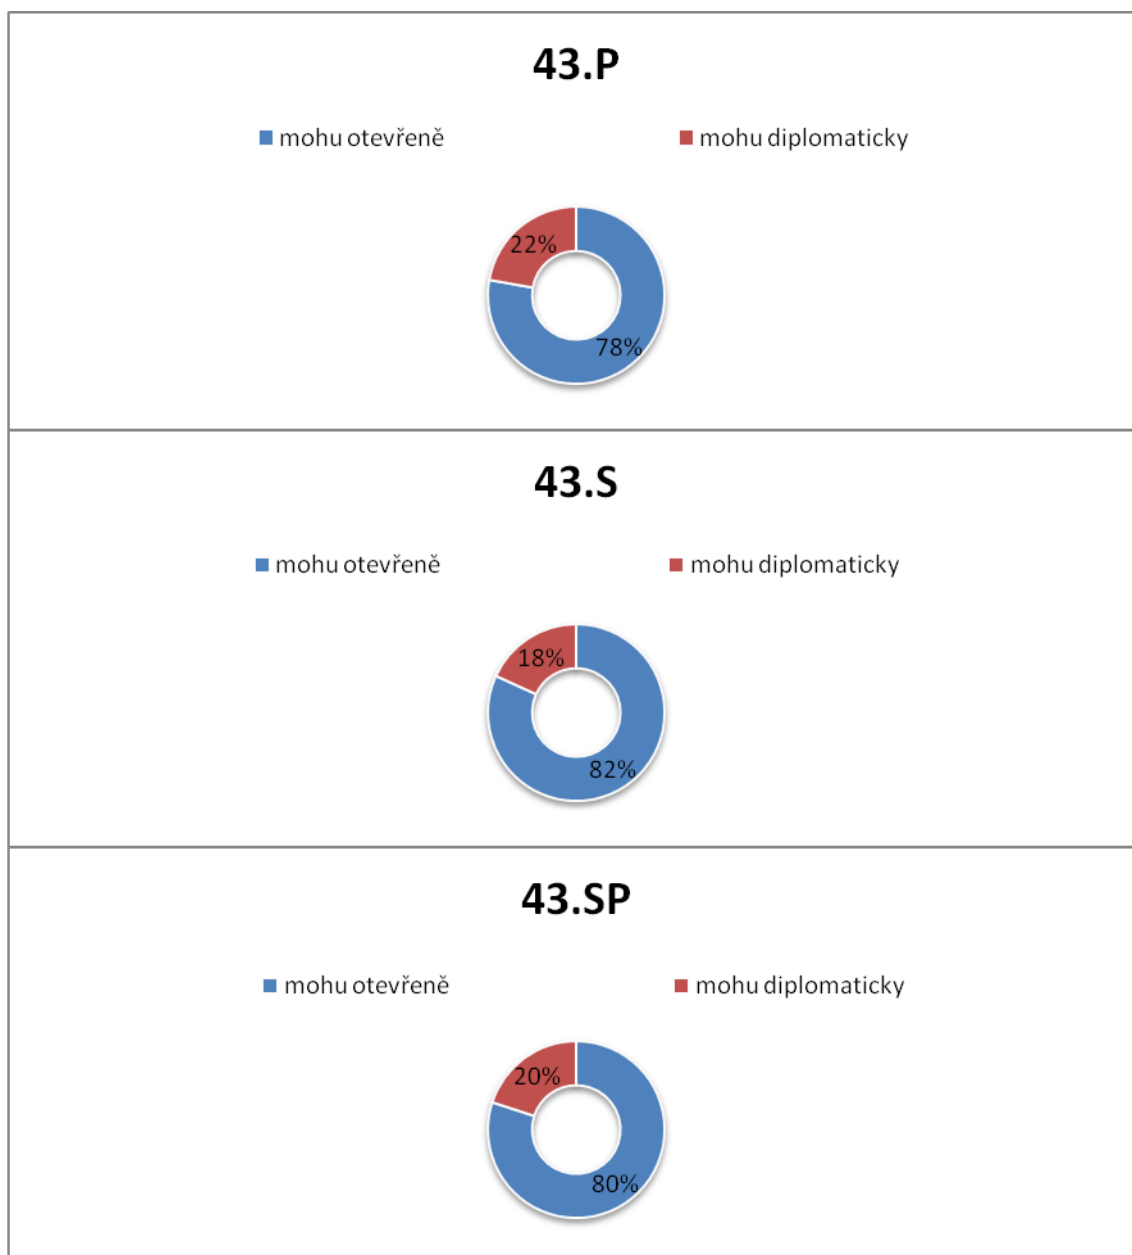 43.P
mohu otevřeně mohu diplomaticky
22%
78%
43.S
mohu otevřeně mohu diplomaticky
18%
82%
43.SP
mohu otevřeně mohu diplomaticky
20%
80%